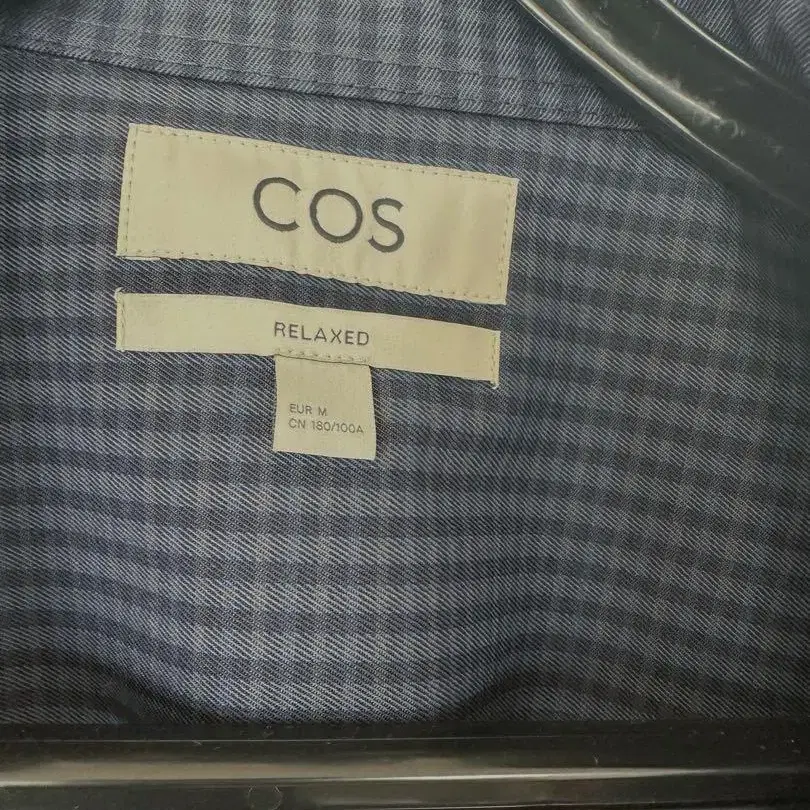 COS
RELAXED
EUR M
CN 180/100A